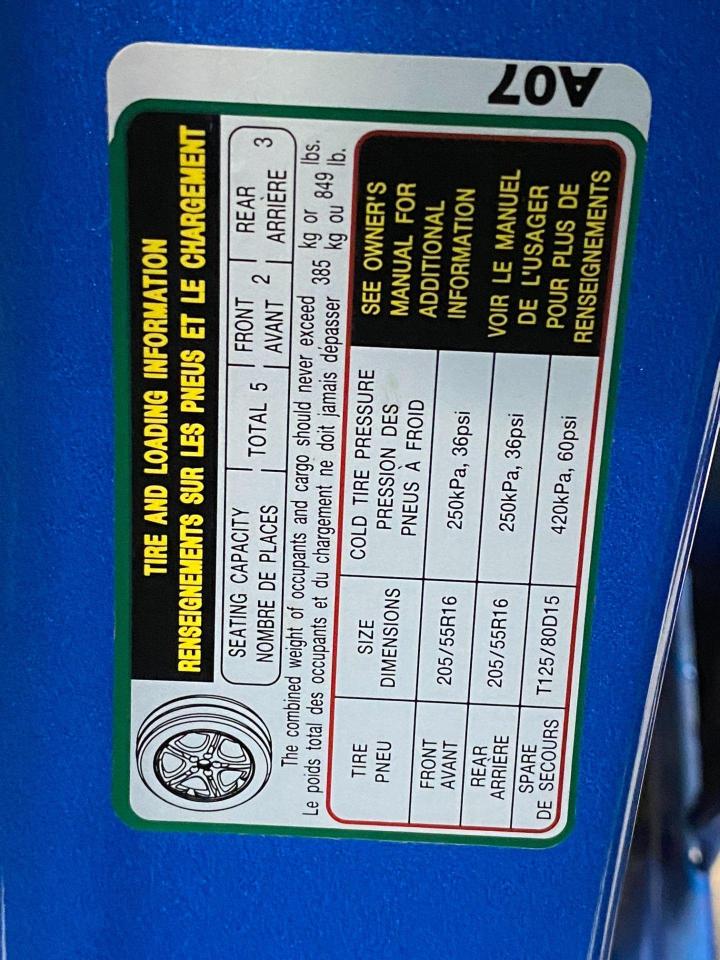 A07
TIRE AND LOADING INFORMATION
RENSEIGNEMENTS SUR LES PNEUS ET LE CHARGEMENT
SEATING CAPACITY
NOMBRE DE PLACES
TOTAL 5
FRONT
AVANT 2
REAR
ARRIÈRE 3
The combined weight of occupants and cargo should never exceed 385 kg or 849 lbs.
Le poids total des occupants et du chargement ne doit jamais dépasser 385 kg ou 849 lb.
TIRE
PNEU
SIZE
DIMENSIONS
COLD TIRE PRESSURE
PRESSION DES
PNEUS À FROID
FRONT
AVANT
205/55R16
250kPa, 36psi
REAR
ARRIÈRE
205/55R16
250kPa, 36psi
SPARE
DE SECOURS
T125/80D15
420kPa, 60psi
SEE OWNER'S
MANUAL FOR
ADDITIONAL
INFORMATION
VOIR LE MANUEL
DE L'USAGER
POUR PLUS DE
RENSEIGNEMENTS